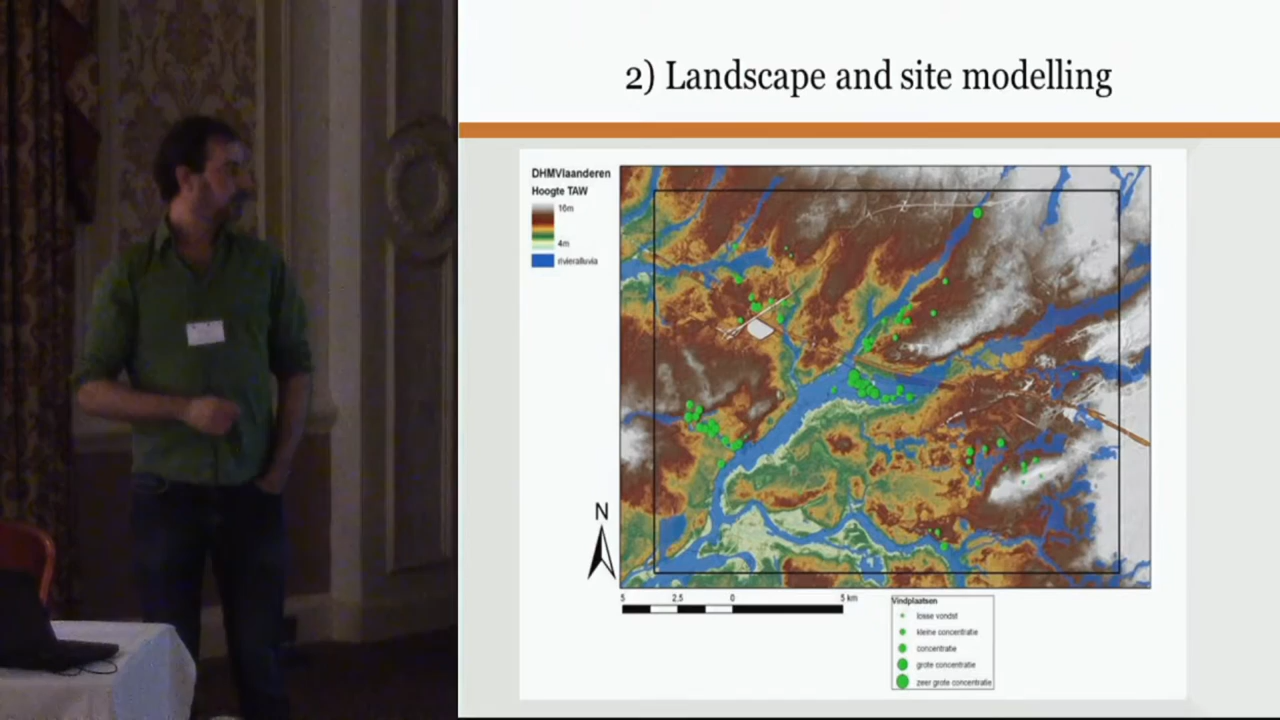 2) Landscape and site modelling
DHMVlaanderen
Hoogte TAW
16m
4m
rivieralluvia
N
5 2,5 0 5 km
Vindplaatsen
losse vondst
kleine concentratie
concentratie
grote concentratie
zeer grote concentratie